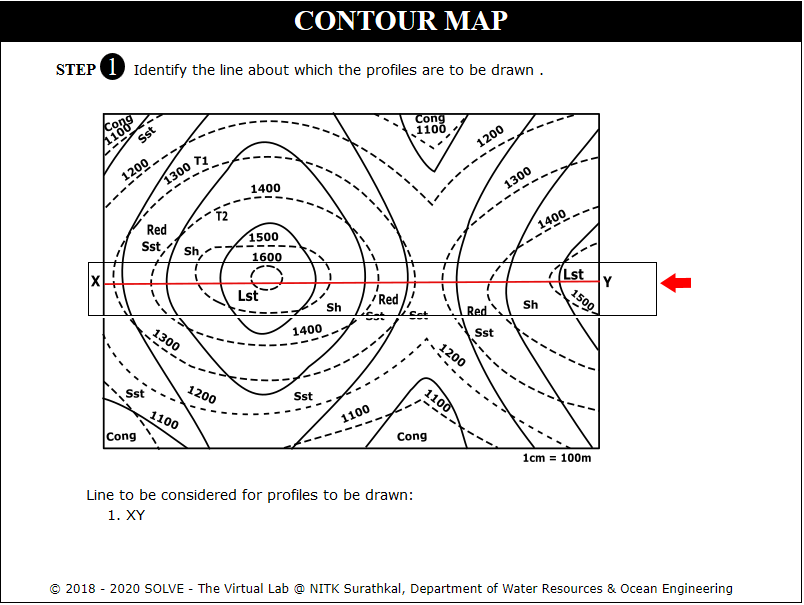 CONTOUR MAP
STEP 1 Identify the line about which the profiles are to be drawn .
Cong
1100
Sst
Cong
1100
1200
1200
1300
T1
1300
1400
T2
1400
Red
Sst
Sh
1500
1600
X
Lst
Y
Lst
Sh
Red
Sst
Sst
Red
Sst
Sh
1500
1300
1400
1200
Sst
1200
Sst
1100
1100
1100
Cong
Cong
1cm = 100m
Line to be considered for profiles to be drawn:
1. XY
© 2018 - 2020 SOLVE - The Virtual Lab @ NITK Surathkal, Department of Water Resources & Ocean Engineering